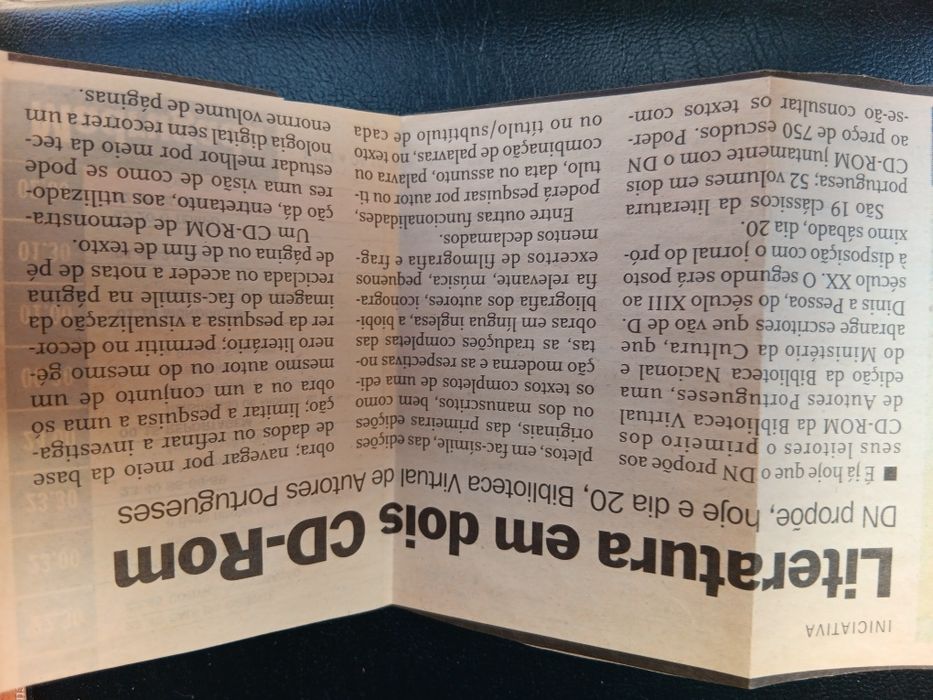 INICIATIVA
Literatura em dois CD-Rom
DN propõe, hoje e dia 20, Biblioteca Virtual de Autores Portugueses
■ É já hoje que o DN propõe aos
seus leitores o primeiro dos
CD-ROM da Biblioteca Virtual
de Autores Portugueses, uma
edição da Biblioteca Nacional e
do Ministério da Cultura, que
abrange escritores que vão de D.
Dinis a Pessoa, do século XIII ao
século XX. O segundo será posto
à disposição com o jornal do pró-
ximo sábado, dia 20.
São 19 clássicos da literatura
portuguesa; 52 volumes em dois
CD-ROM juntamente com o DN
ao preço de 750 escudos. Poder-
-se-ão consultar os textos com-
pletos, em fac-símile, das edições
originais, das primeiras edições
ou dos manuscritos, bem como
os textos completos de uma edi-
ção moderna e as respectivas no-
tas, as traduções completas das
obras em língua inglesa, a biobi-
bliografia dos autores, iconogra-
fia relevante, música, pequenos
excertos de filmografia e frag-
mentos declamados.
Entre outras funcionalidades,
poderá pesquisar por autor ou tí-
tulo, data ou assunto, palavra ou
combinação de palavras, no texto
ou no título/subtítulo de cada
obra; navegar por meio da base
de dados ou refinar a investiga-
ção; limitar a pesquisa a uma só
obra ou a um conjunto de um
mesmo autor ou do mesmo gé-
nero literário; permitir no decor-
rer da pesquisa a visualização da
imagem do fac-símile na página
reciclada ou aceder a notas de pé
de página ou de fim de texto.
Um CD-ROM de demonstra-
ção dá, entretanto, aos utilizado-
res uma visão de como se pode
estudar melhor por meio da tec-
nologia digital sem recorrer a um
enorme volume de páginas.